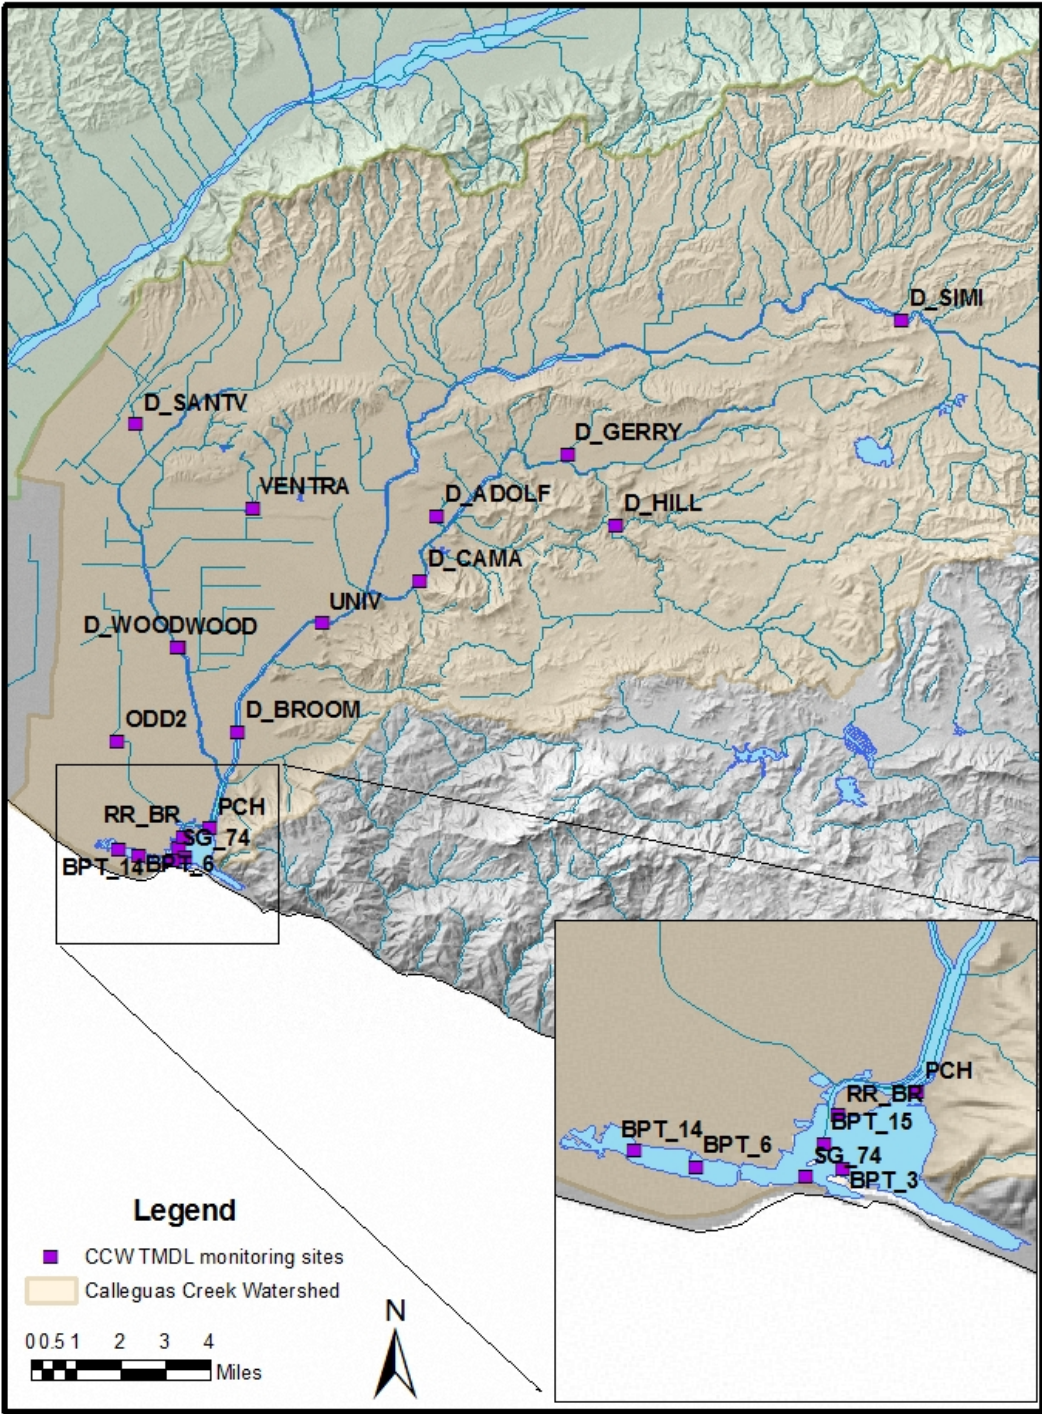 D_SIMI
D_SANTV
D_GERRY
VENTRA
D_ADOLF
D_HILL
D_CAMA
UNIV
D_WOODWOOD
D_BROOM
ODD2
PCH
RR_BR
SG_74
BPT_14
BPT_6
PCH
RR_BR
BPT_15
BPT_14
BPT_6
SG_74
BPT_3
Legend
CCW TMDL monitoring sites
Calleguas Creek Watershed
N
0 0.5 1 2 3 4
Miles